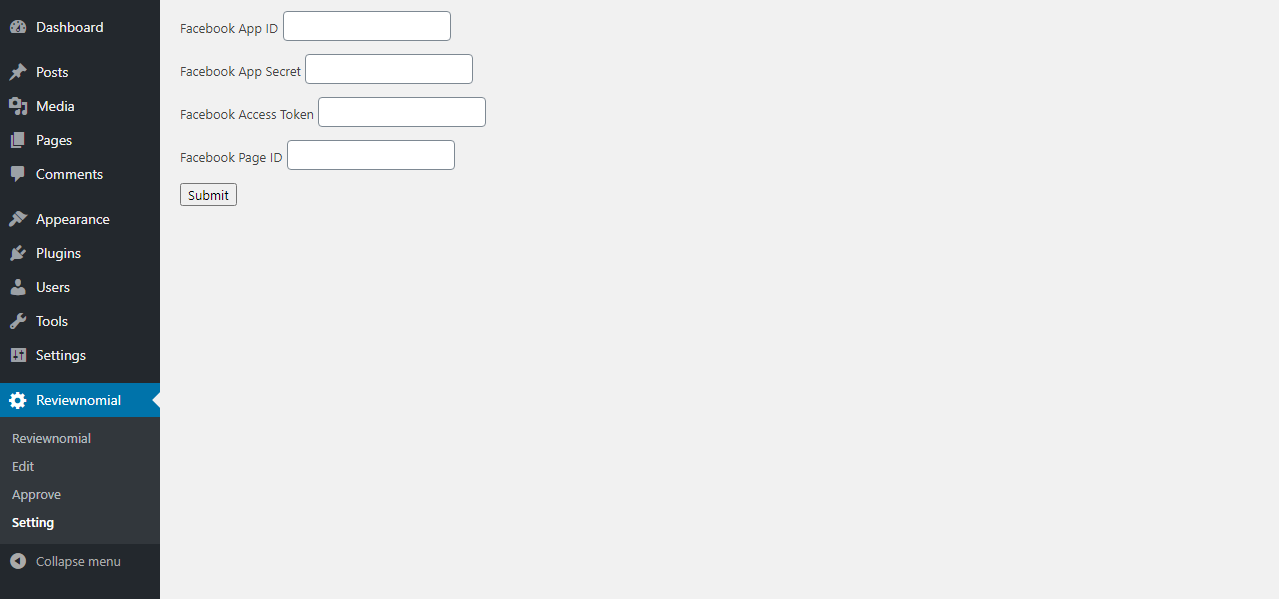 Dashboard
Posts
Media
Pages
Comments
Appearance
Plugins
Users
Tools
Settings
Reviewnomial
Reviewnomial
Edit
Approve
Setting
Collapse menu
Facebook App ID
Facebook App Secret
Facebook Access Token
Facebook Page ID
Submit